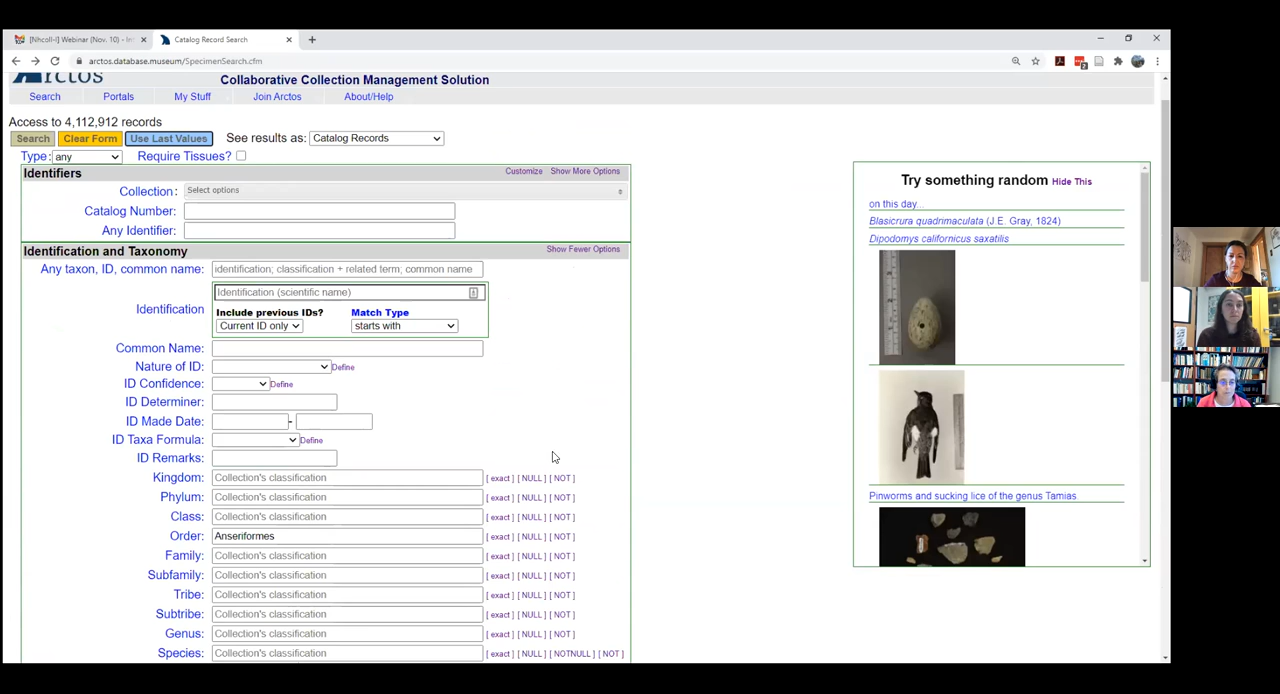 [Nhcoll-l] Webinar (Nov. 10) - In
Catalog Record Search
arctos.database.museum/SpecimenSearch.cfm
Arctos
Collaborative Collection Management Solution
Search Portals My Stuff Join Arctos About/Help
Access to 4,112,912 records
Search Clear Form Use Last Values See results as: Catalog Records
Type: any Require Tissues?
Identifiers Customize Show More Options
Collection: Select options
Catalog Number:
Any Identifier:
Identification and Taxonomy Show Fewer Options
Any taxon, ID, common name: identification; classification + related term; common name
Identification (scientific name)
Identification
Include previous IDs? Match Type
Current ID only starts with
Common Name:
Nature of ID: Define
ID Confidence: Define
ID Determiner:
ID Made Date: -
ID Taxa Formula: Define
ID Remarks:
Kingdom: Collection's classification [ exact ] [ NULL ] [ NOT ]
Phylum: Collection's classification [ exact ] [ NULL ] [ NOT ]
Class: Collection's classification [ exact ] [ NULL ] [ NOT ]
Order: Anseriformes [ exact ] [ NULL ] [ NOT ]
Family: Collection's classification [ exact ] [ NULL ] [ NOT ]
Subfamily: Collection's classification [ exact ] [ NULL ] [ NOT ]
Tribe: Collection's classification [ exact ] [ NULL ] [ NOT ]
Subtribe: Collection's classification [ exact ] [ NULL ] [ NOT ]
Genus: Collection's classification [ exact ] [ NULL ] [ NOT ]
Species: Collection's classification [ exact ] [ NULL ] [ NOTNULL ] [ NOT ]
Try something random Hide This
on this day...
Blasicrura quadrimaculata (J.E. Gray, 1824)
Dipodomys californicus saxatilis
Pinworms and sucking lice of the genus Tamias